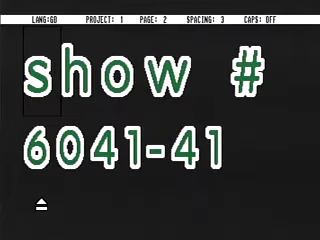 LANG:GB PROJECT: 1 PAGE: 2 SPACING: 3 CAPS: OFF
show #
6041-41